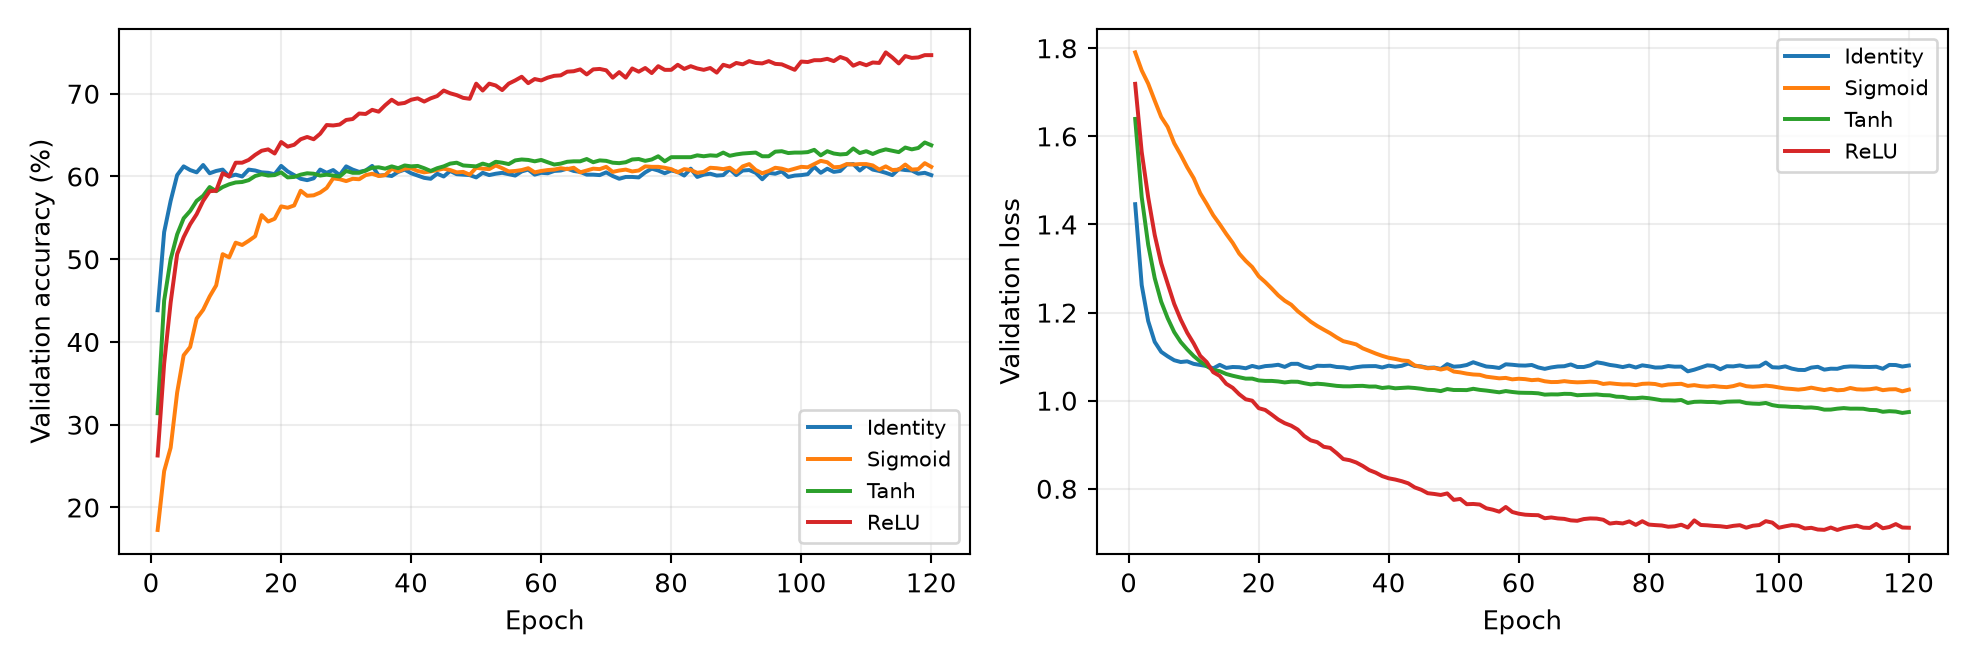 Validation accuracy (%)
70
60
50
40
30
20
0 20 40 60 80 100 120
Epoch
Identity
Sigmoid
Tanh
ReLU
Validation loss
1.8
1.6
1.4
1.2
1.0
0.8
0 20 40 60 80 100 120
Epoch
Identity
Sigmoid
Tanh
ReLU